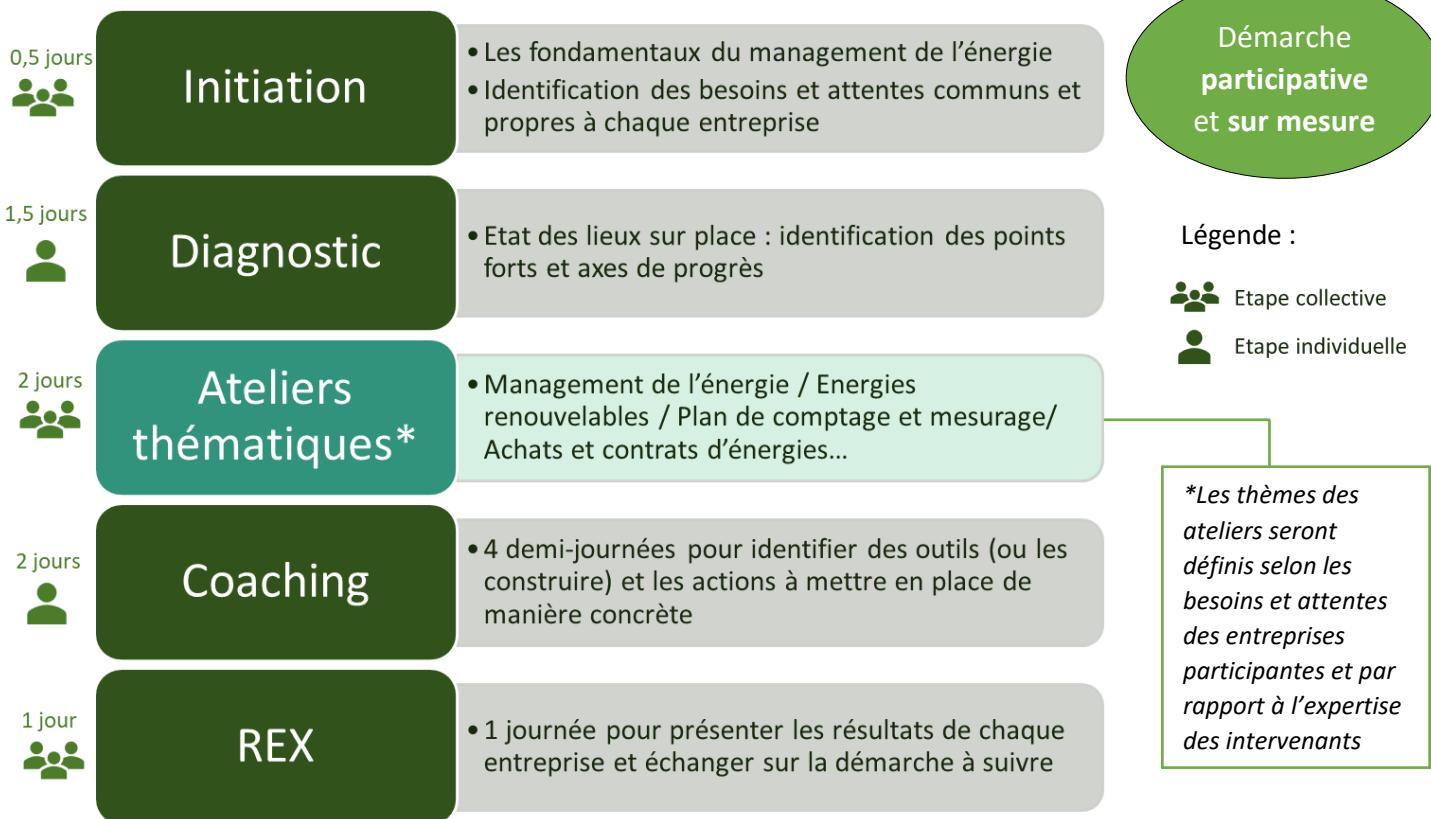 0,5 jours
Initiation
• Les fondamentaux du management de l’énergie
• Identification des besoins et attentes communs et
propres à chaque entreprise
Démarche
participative
et sur mesure
1,5 jours
Diagnostic
• Etat des lieux sur place : identification des points
forts et axes de progrès
Légende :
Etape collective
Etape individuelle
2 jours
Ateliers
thématiques*
• Management de l’énergie / Energies
renouvelables / Plan de comptage et mesurage/
Achats et contrats d’énergies…
*Les thèmes des
ateliers seront
définis selon les
besoins et attentes
des entreprises
participantes et par
rapport à l’expertise
des intervenants
2 jours
Coaching
• 4 demi-journées pour identifier des outils (ou les
construire) et les actions à mettre en place de
manière concrète
1 jour
REX
• 1 journée pour présenter les résultats de chaque
entreprise et échanger sur la démarche à suivre